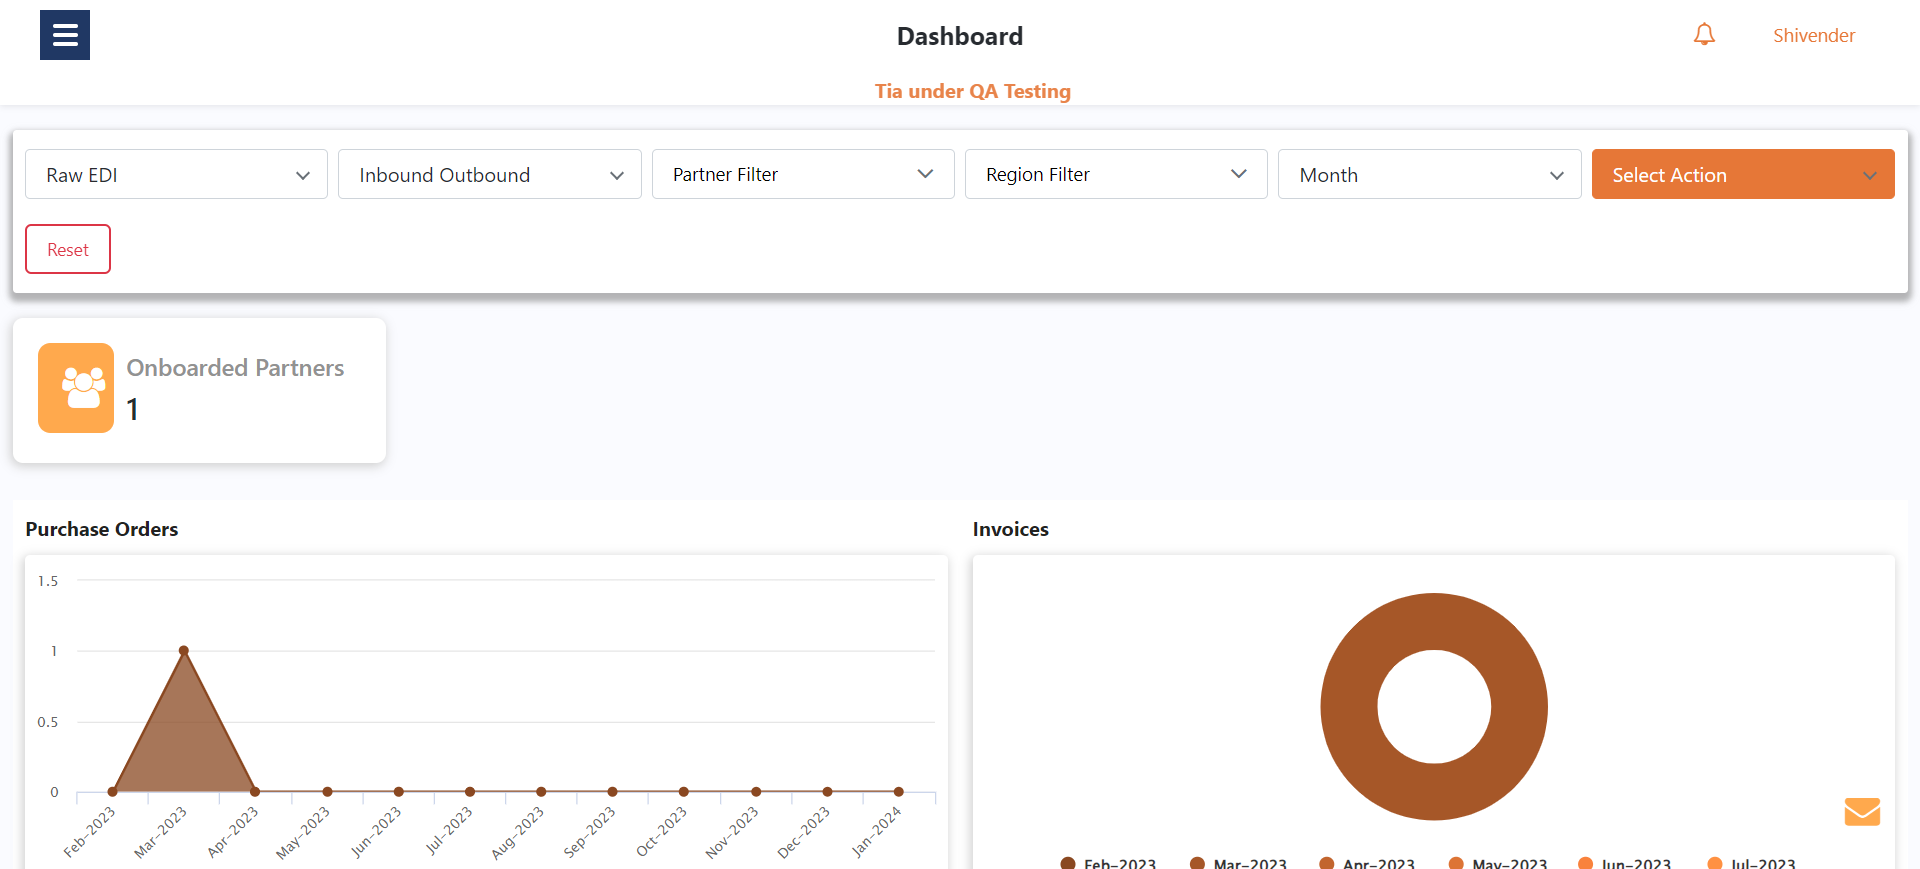 Dashboard
Shivender
Tia under QA Testing
Raw EDI
Inbound Outbound
Partner Filter
Region Filter
Month
Select Action
Reset
Onboarded Partners
1
Purchase Orders
1.5
1
0.5
0
Feb-2023
Mar-2023
Apr-2023
May-2023
Jun-2023
Jul-2023
Aug-2023
Sep-2023
Oct-2023
Nov-2023
Dec-2023
Jan-2024
Invoices
Feb-2023 Mar-2023 Apr-2023 May-2023 Jun-2023 Jul-2023